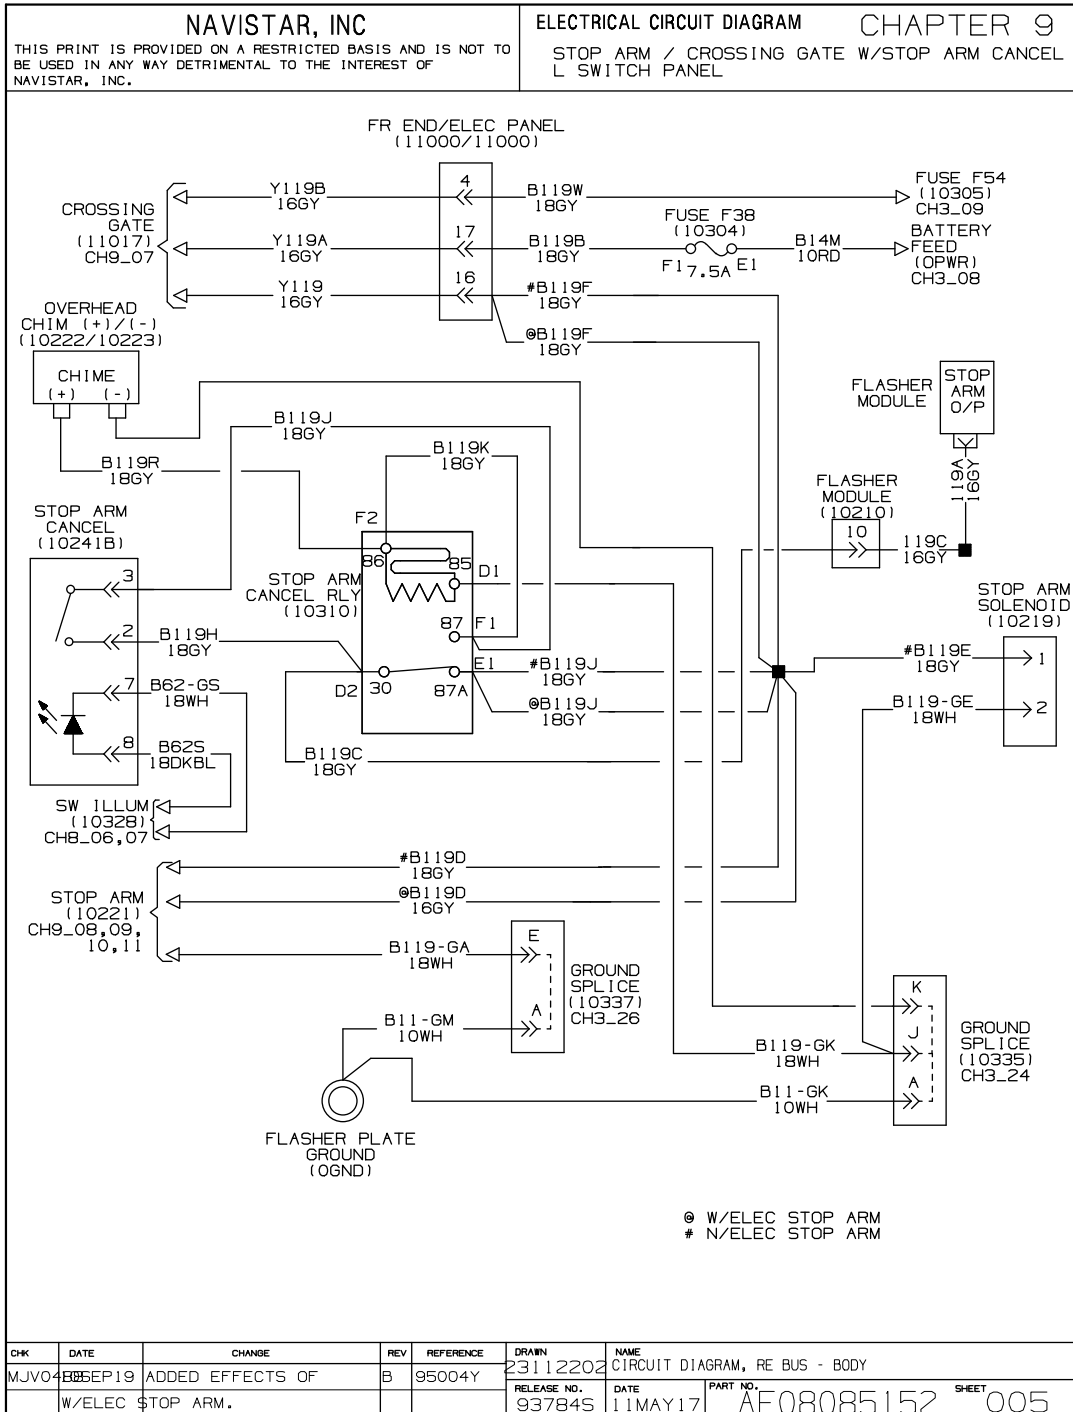 NAVISTAR, INC
THIS PRINT IS PROVIDED ON A RESTRICTED BASIS AND IS NOT TO
BE USED IN ANY WAY DETRIMENTAL TO THE INTEREST OF
NAVISTAR, INC.
ELECTRICAL CIRCUIT DIAGRAM CHAPTER 9
STOP ARM / CROSSING GATE W/STOP ARM CANCEL
L SWITCH PANEL
FR END/ELEC PANEL
(11000/11000)
CROSSING
GATE
(11017)
CH9_07
Y119B
16GY
4
B119W
18GY
FUSE F54
(10305)
CH3_09
Y119A
16GY
17
B119B
18GY
FUSE F38
(10304)
F1 7.5A E1
B14M
10RD
BATTERY
FEED
(OPWR)
CH3_08
Y119
16GY
16
#B119F
18GY
@B119F
18GY
OVERHEAD
CHIM (+)/(-)
(10222/10223)
CHIME
(+) (-)
B119J
18GY
B119K
18GY
B119R
18GY
FLASHER
MODULE
STOP
ARM
O/P
119A
16GY
FLASHER
MODULE
(10210)
10
119C
16GY
STOP ARM
CANCEL
(10241B)
3
2
7
8
B119H
18GY
B62-GS
18WH
B62S
18DKBL
SW ILLUM
(10328)
CH8_06,07
F2
86
85
D1
STOP ARM
CANCEL RLY
(10310)
87 F1
E1
D2 30 87A
#B119J
18GY
@B119J
18GY
B119C
18GY
STOP ARM
SOLENOID
(10219)
#B119E
18GY
1
B119-GE
18WH
2
STOP ARM
(10221)
CH9_08,09,
10,11
#B119D
18GY
@B119D
16GY
B119-GA
18WH
E
A
GROUND
SPLICE
(10337)
CH3_26
B11-GM
10WH
FLASHER PLATE
GROUND
(OGND)
B119-GK
18WH
B11-GK
10WH
K
J
A
GROUND
SPLICE
(10335)
CH3_24
@ W/ELEC STOP ARM
# N/ELEC STOP ARM
CHK DATE CHANGE REV REFERENCE
SEP19 ADDED EFFECTS OF B 95004Y
W/ELEC STOP ARM.
DRAWN
23112202
NAME
CIRCUIT DIAGRAM, RE BUS - BODY
RELEASE NO.
93784S
DATE
11MAY17
PART NO.
AE08085152
SHEET
005